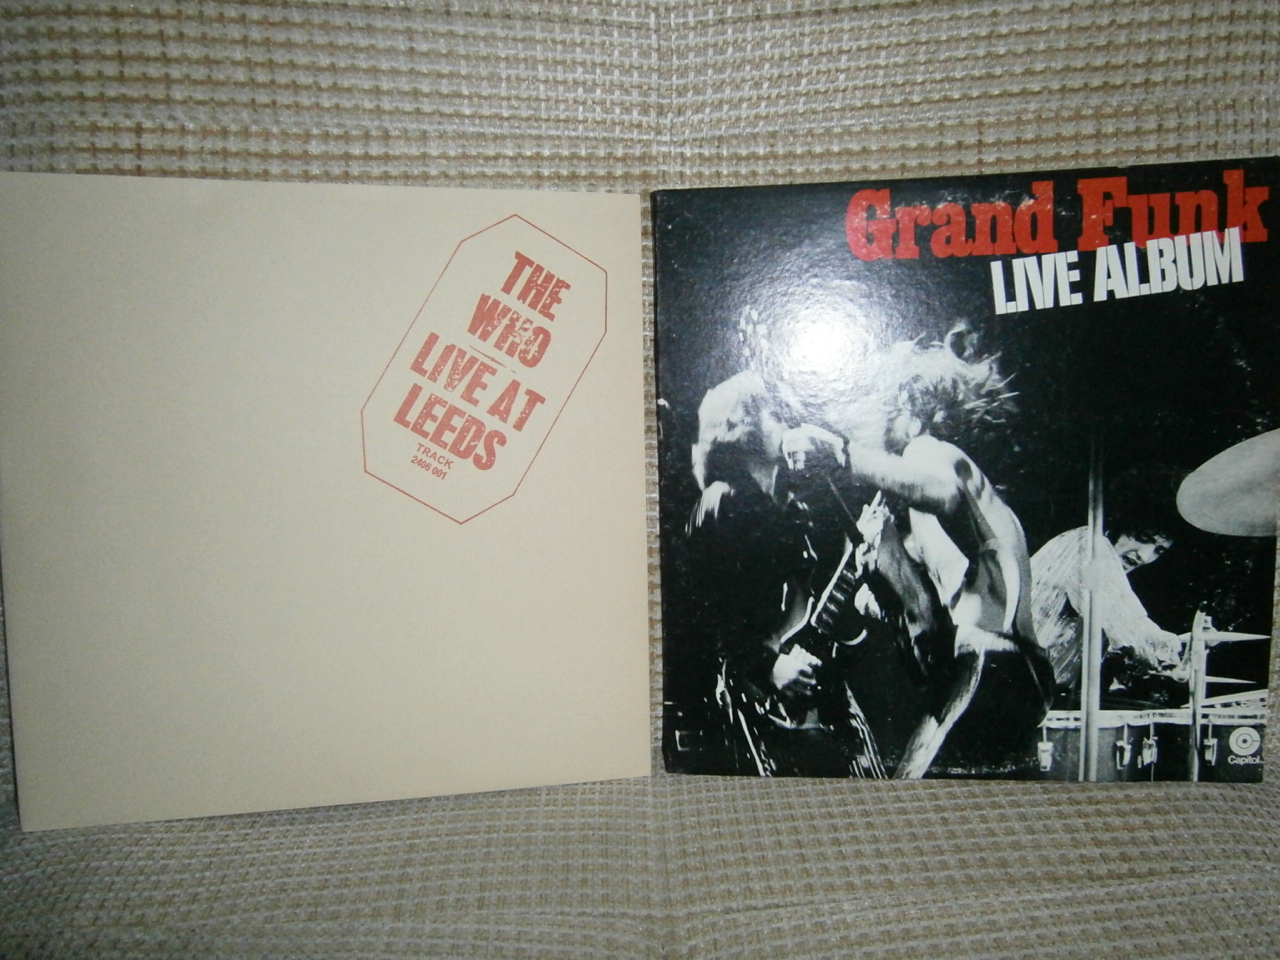 THE
WHO
LIVE AT
LEEDS
TRACK
2406 001
Grand Funk
LIVE ALBUM
Capitol